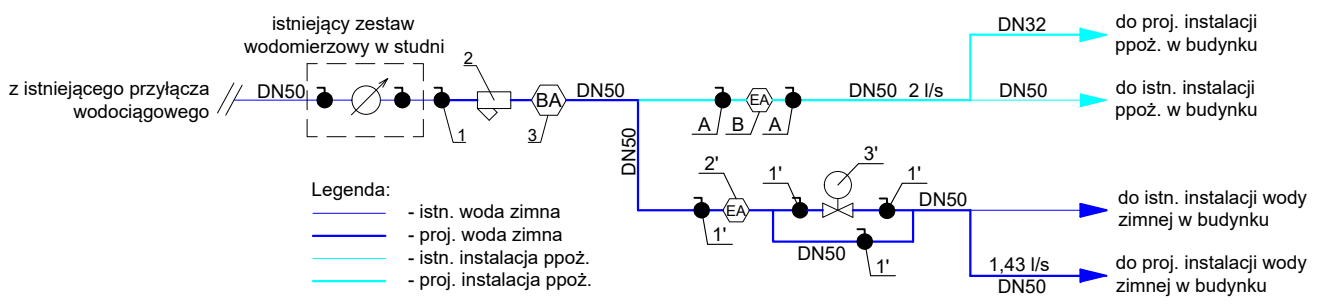 istniejący zestaw
wodomierzowy w studni
z istniejącego przyłącza
wodociągowego
DN50
1
2
BA
3
DN50
DN50
A
EA
B
A
DN50 2 l/s
DN32
do proj. instalacji
ppoż. w budynku
DN50
do istn. instalacji
ppoż. w budynku
1'
2'
EA
1'
3'
1'
DN50
1'
DN50
do istn. instalacji wody
zimnej w budynku
1,43 l/s
DN50
do proj. instalacji wody
zimnej w budynku
Legenda:
- istn. woda zimna
- proj. woda zimna
- istn. instalacja ppoż.
- proj. instalacja ppoż.